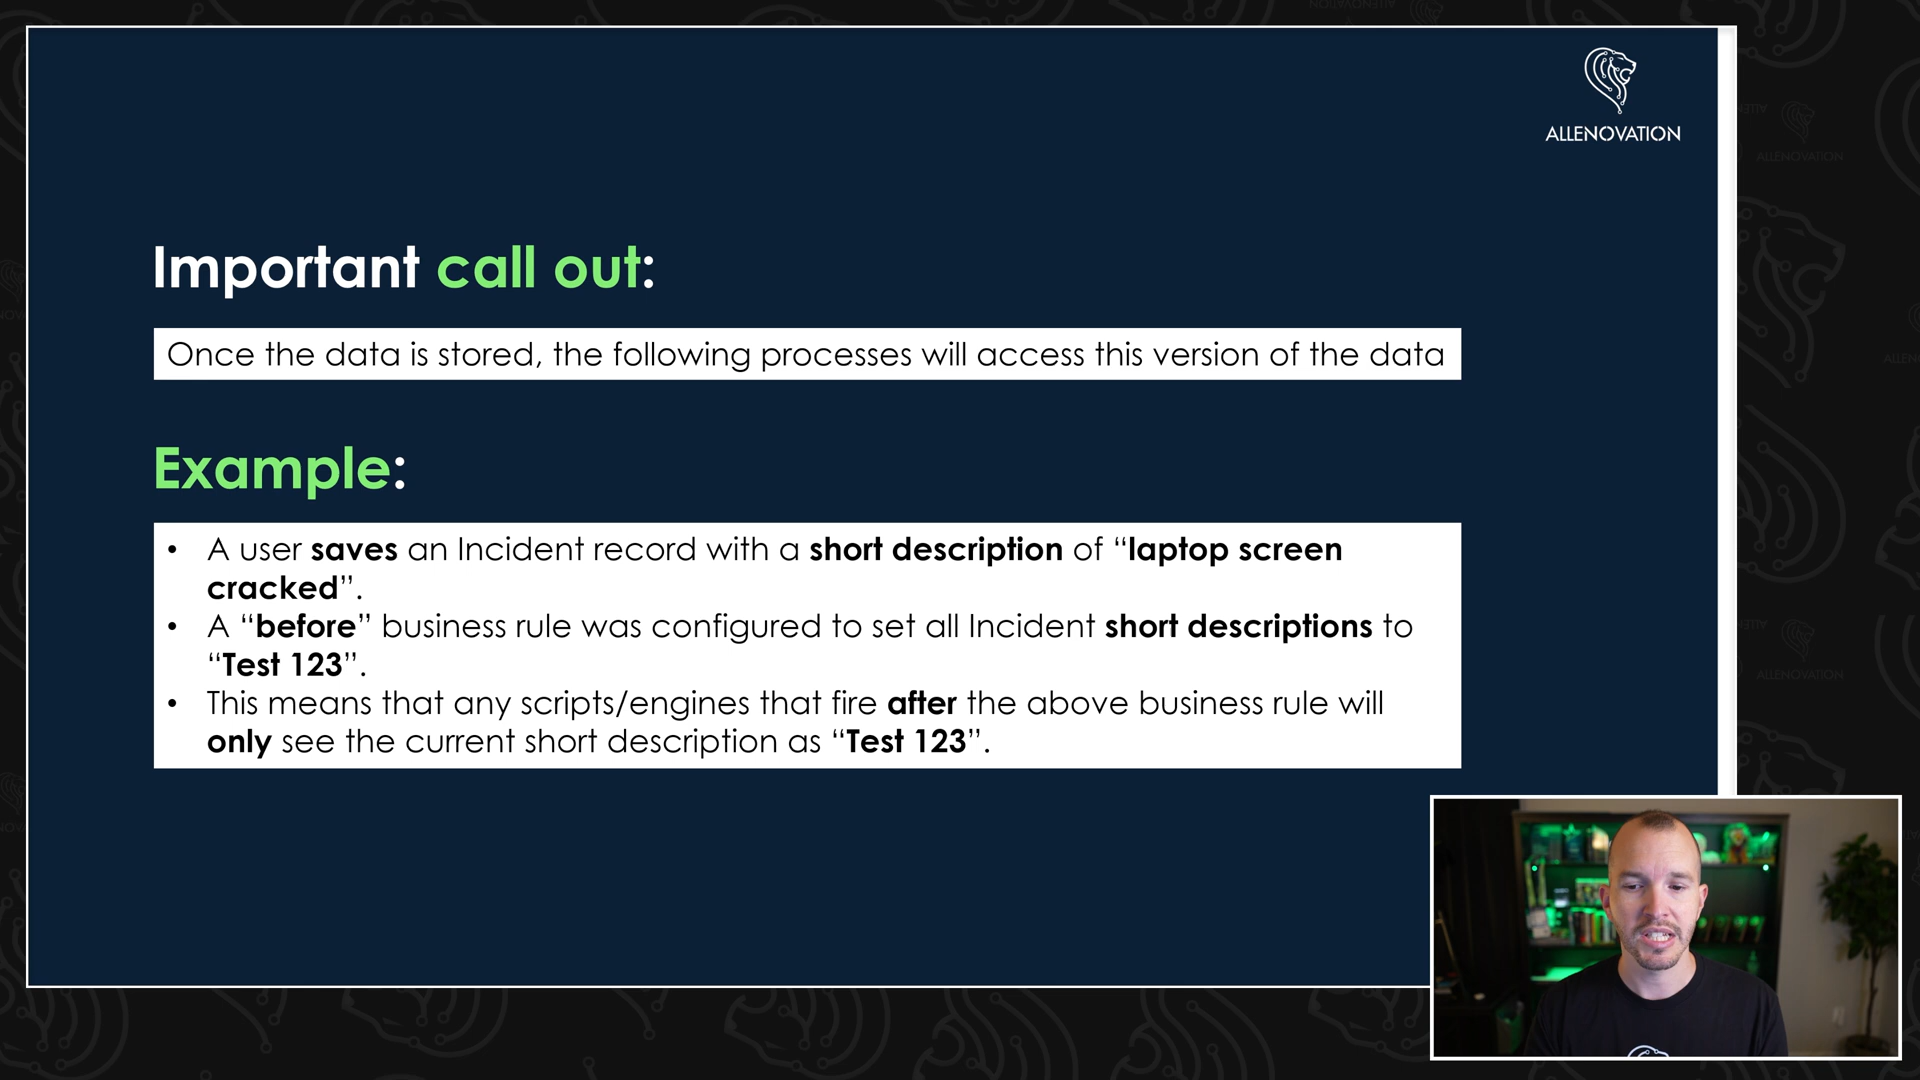 ALLENOVATION
Important call out:
Once the data is stored, the following processes will access this version of the data
Example:
• A user saves an Incident record with a short description of “laptop screen
cracked”.
• A “before” business rule was configured to set all Incident short descriptions to
“Test 123”.
• This means that any scripts/engines that fire after the above business rule will
only see the current short description as “Test 123”.
ALLENOVATION
ALLENOVATION